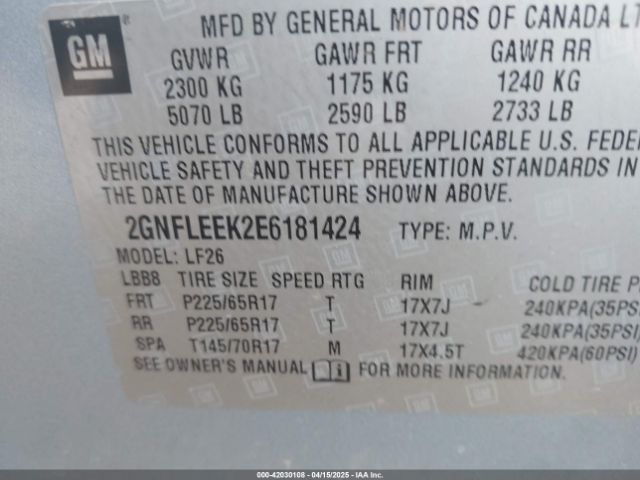 GM
MFD BY GENERAL MOTORS OF CANADA LT
GVWR GAWR FRT GAWR RR
2300 KG 1175 KG 1240 KG
5070 LB 2590 LB 2733 LB
THIS VEHICLE CONFORMS TO ALL APPLICABLE U.S. FEDE
VEHICLE SAFETY AND THEFT PREVENTION STANDARDS IN
THE DATE OF MANUFACTURE SHOWN ABOVE.
2GNFLEEK2E6181424 TYPE: M.P.V.
MODEL: LF26
LBB8 TIRE SIZE SPEED RTG RIM COLD TIRE P
FRT P225/65R17 T 17X7J 240KPA(35PSI
RR P225/65R17 T 17X7J 240KPA(35PSI)
SPA T145/70R17 M 17X4.5T 420KPA(60PSI)
SEE OWNER'S MANUAL FOR MORE INFORMATION.
000-42030108 - 04/15/2025 - IAA Inc.